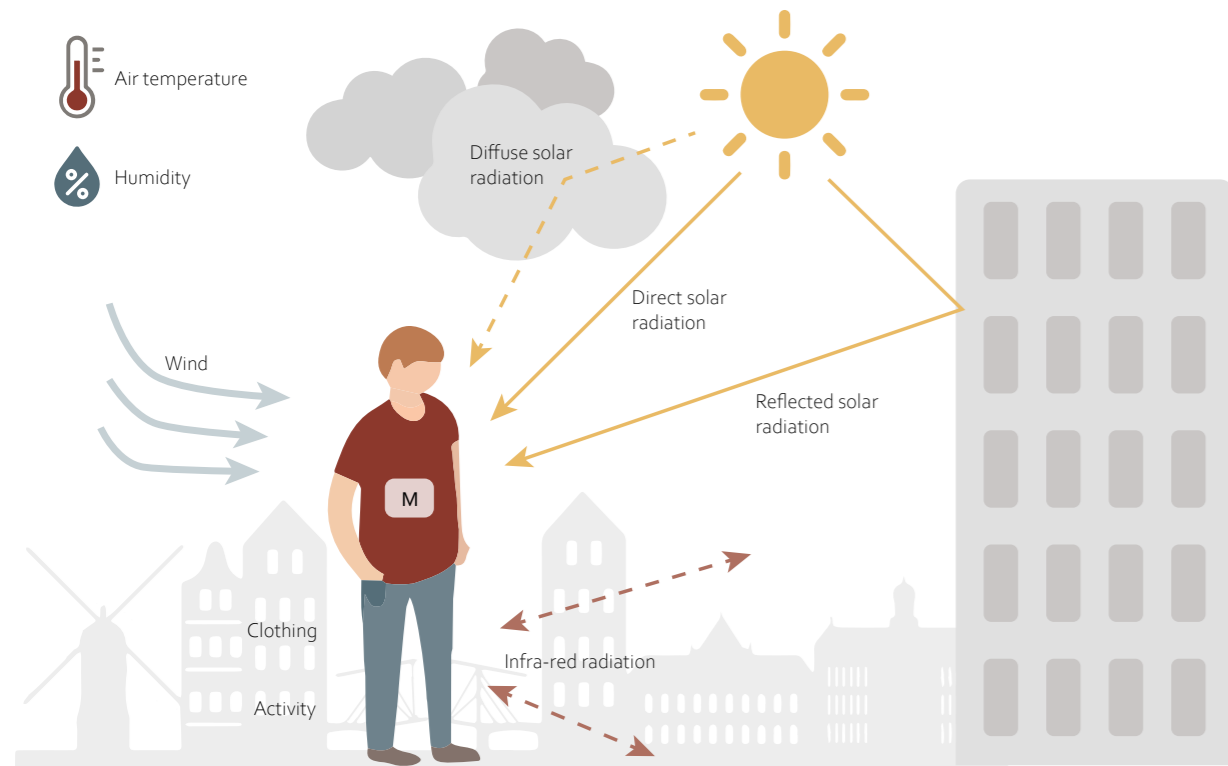 Air temperature
Humidity
%
Diffuse solar
radiation
Direct solar
radiation
Wind
Reflected solar
radiation
M
Clothing
Infra-red radiation
Activity